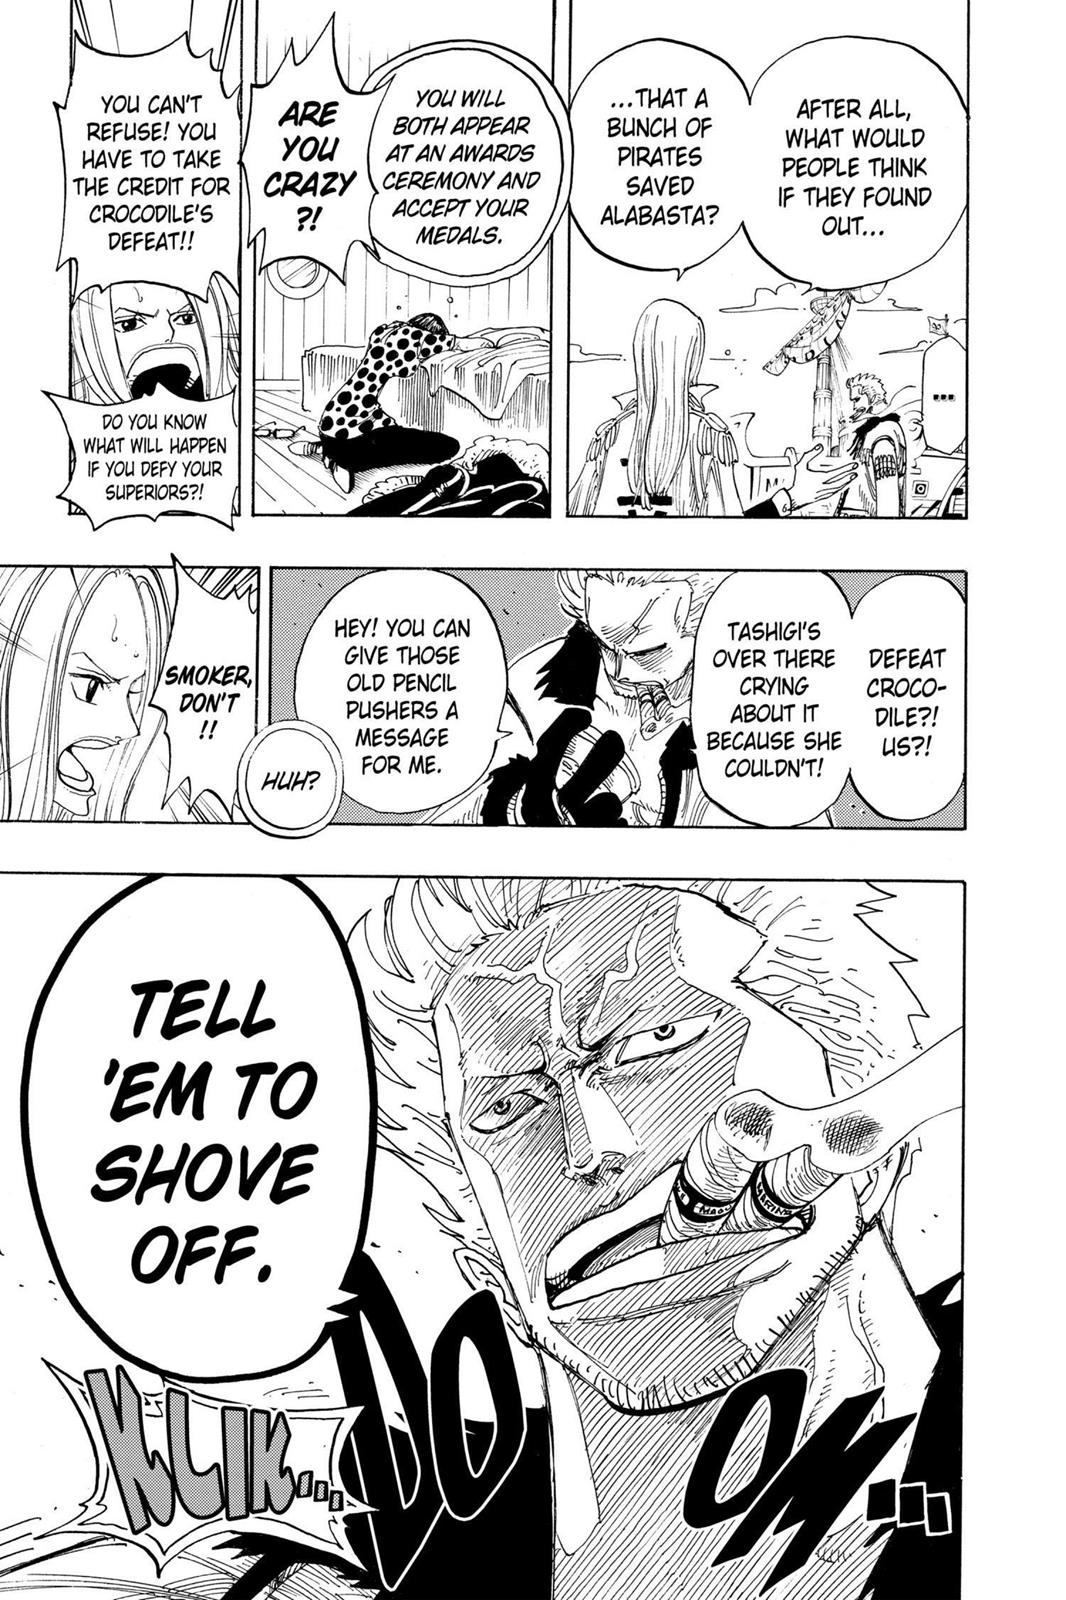 AFTER ALL,
WHAT WOULD
PEOPLE THINK
IF THEY FOUND
OUT...
...THAT A
BUNCH OF
PIRATES
SAVED
ALABASTA?
YOU WILL
BOTH APPEAR
AT AN AWARDS
CEREMONY AND
ACCEPT YOUR
MEDALS.
ARE
YOU
CRAZY
?!
YOU CAN'T
REFUSE! YOU
HAVE TO TAKE
THE CREDIT FOR
CROCODILE'S
DEFEAT!!
DO YOU KNOW
WHAT WILL HAPPEN
IF YOU DEFY YOUR
SUPERIORS?!
DEFEAT
CROCO-
DILE?!
US?!
TASHIGI'S
OVER THERE
CRYING
ABOUT IT
BECAUSE SHE
COULDN'T!
HEY! YOU CAN
GIVE THOSE
OLD PENCIL
PUSHERS A
MESSAGE
FOR ME.
HUH?
SMOKER,
DON'T
!!
TELL
'EM TO
SHOVE
OFF.
DOOM...
KLIK...